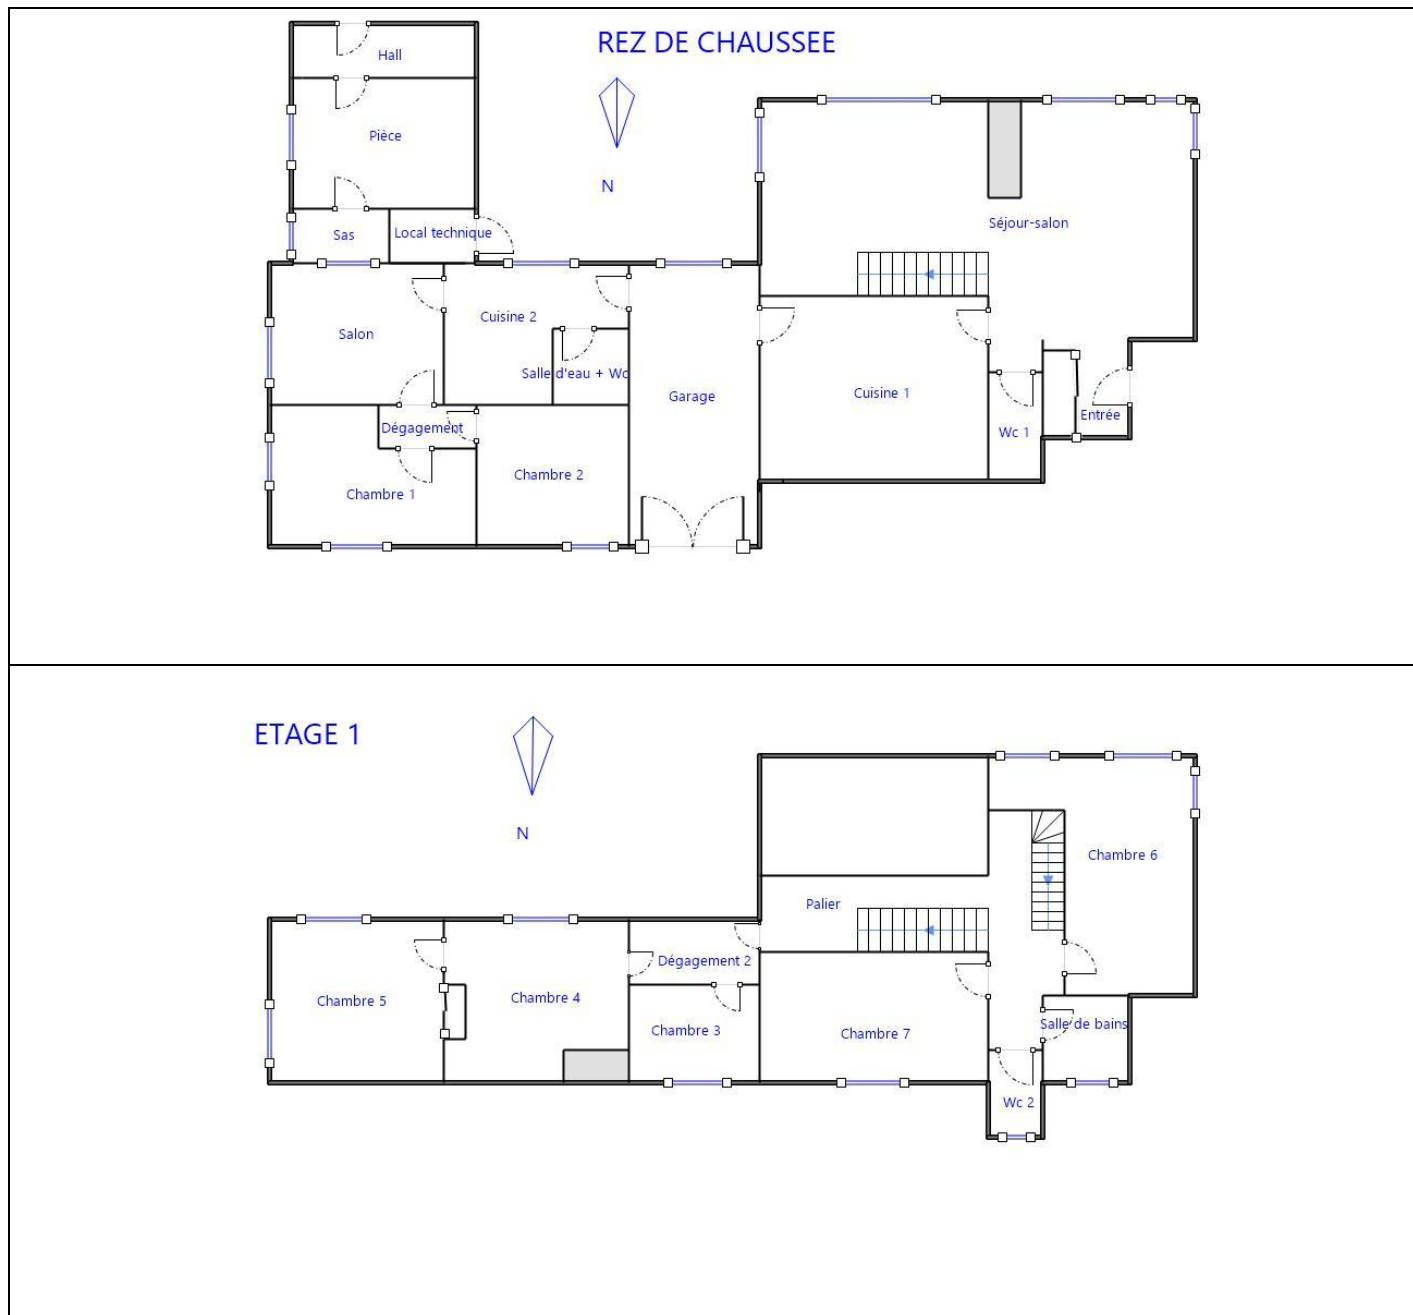 REZ DE CHAUSSEE
Hall
Pièce
N
Séjour-salon
Sas
Local technique
Cuisine 2
Salon
Salle d'eau + Wc
Garage
Cuisine 1
Entrée
Dégagement
Wc 1
Chambre 2
Chambre 1
ETAGE 1
N
Chambre 6
Palier
Dégagement 2
Chambre 5
Chambre 4
Chambre 3
Chambre 7
Salle de bains
Wc 2